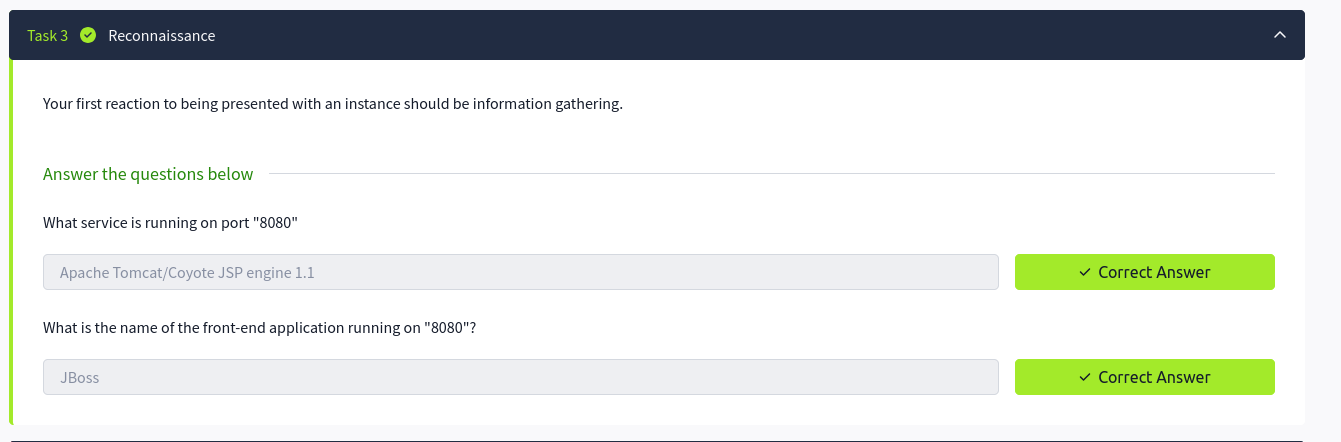 Task 3 Reconnaissance
Your first reaction to being presented with an instance should be information gathering.
Answer the questions below
What service is running on port "8080"
Apache Tomcat/Coyote JSP engine 1.1
Correct Answer
What is the name of the front-end application running on "8080"?
JBoss
Correct Answer